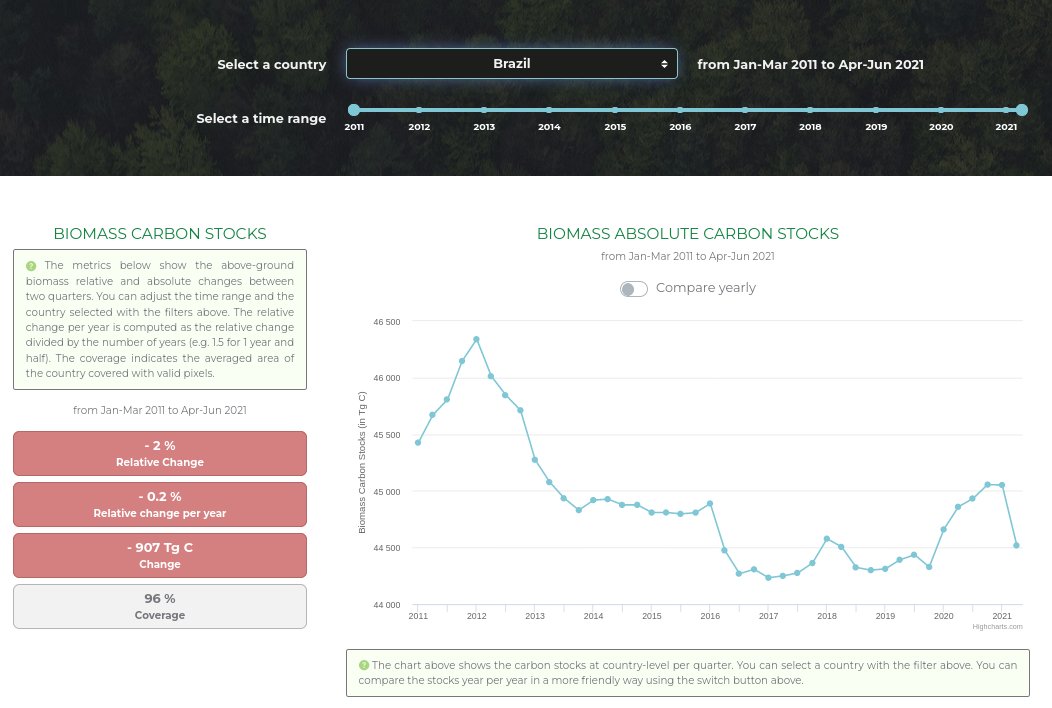 Select a country
Brazil
from Jan-Mar 2011 to Apr-Jun 2021
Select a time range
2011 2012 2013 2014 2015 2016 2017 2018 2019 2020 2021
BIOMASS CARBON STOCKS
The metrics below show the above-ground
biomass relative and absolute changes between
two quarters. You can adjust the time range and the
country selected with the filters above. The relative
change per year is computed as the relative change
divided by the number of years (e.g. 1.5 for 1 year and
half). The coverage indicates the averaged area of
the country covered with valid pixels.
from Jan-Mar 2011 to Apr-Jun 2021
- 2 %
Relative Change
- 0.2 %
Relative change per year
- 907 Tg C
Change
96 %
Coverage
BIOMASS ABSOLUTE CARBON STOCKS
from Jan-Mar 2011 to Apr-Jun 2021
Compare yearly
Biomass Carbon Stocks (in Tg C)
46 500
46 000
45 500
45 000
44 500
44 000
2011 2012 2013 2014 2015 2016 2017 2018 2019 2020 2021
Highcharts.com
The chart above shows the carbon stocks at country-level per quarter. You can select a country with the filter above. You can
compare the stocks year per year in a more friendly way using the switch button above.